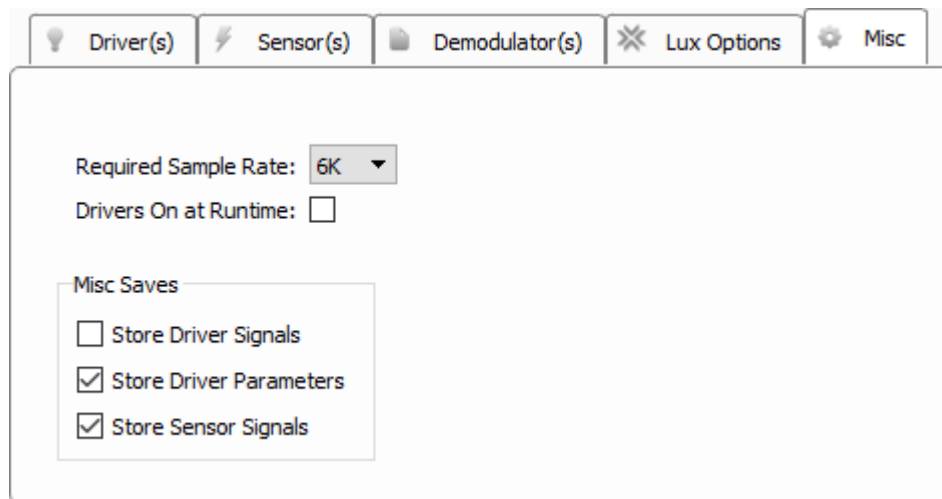 Driver(s) Sensor(s) Demodulator(s) Lux Options Misc
Required Sample Rate: 6K
Drivers On at Runtime:
Misc Saves
Store Driver Signals
Store Driver Parameters
Store Sensor Signals